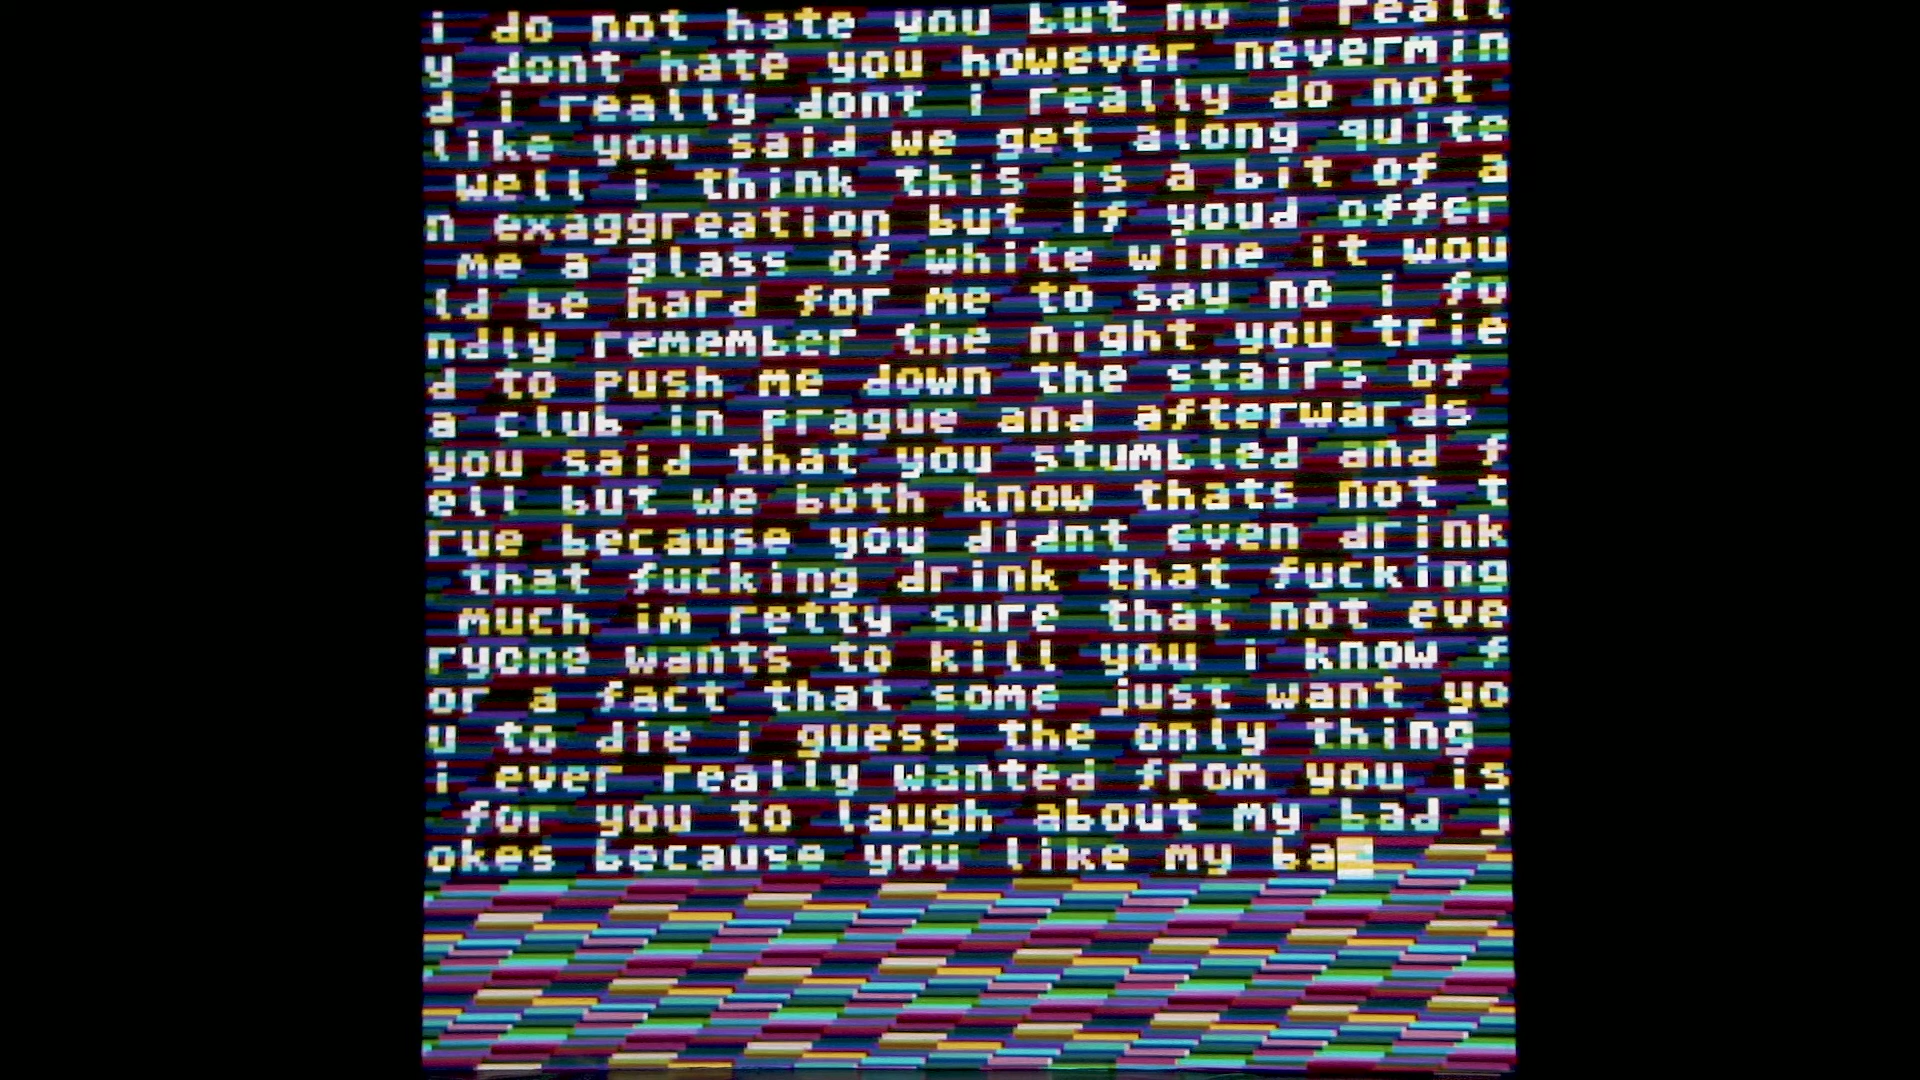 i do not hate you but no i reall
y dont hate you however nevermin
d i really dont i really do not
like you said we get along quite
well i think this is a bit of a
n exaggreation but if youd offer
me a glass of white wine it wou
ld be hard for me to say no i fo
ndly remember the night you trie
d to push me down the stairs of
a club in prague and afterwards
you said that you stumbled and f
ell but we both know thats not t
rue because you didnt even drink
that fucking drink that fucking
much im retty sure that not eve
ryone wants to kill you i know f
or a fact that some just want yo
u to die i guess the only thing
i ever really wanted from you is
for you to laugh about my bad j
okes because you like my ba